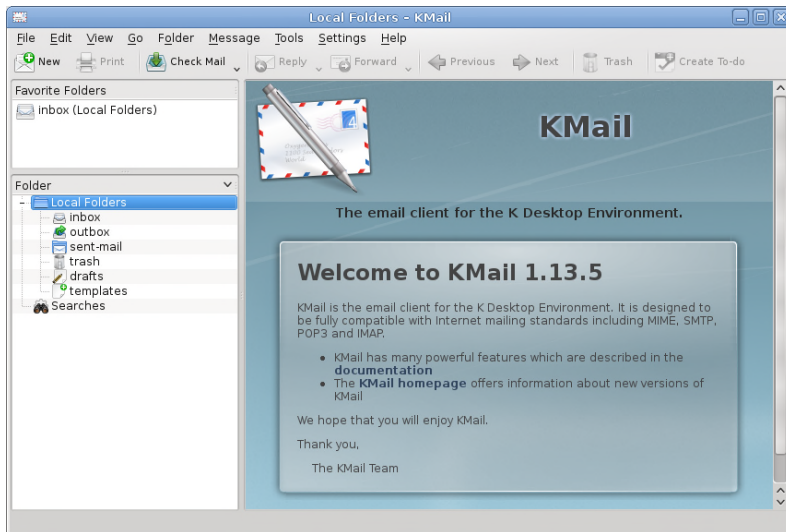 Local Folders – KMail
File Edit View Go Folder Message Tools Settings Help
New Print Check Mail Reply Forward Previous Next Trash Create To-do
Favorite Folders
inbox (Local Folders)
Folder
Local Folders
inbox
outbox
sent-mail
trash
drafts
templates
Searches
4
World
KMail
The email client for the K Desktop Environment.
Welcome to KMail 1.13.5
KMail is the email client for the K Desktop Environment. It is designed to
be fully compatible with Internet mailing standards including MIME, SMTP,
POP3 and IMAP.
• KMail has many powerful features which are described in the
documentation
• The KMail homepage offers information about new versions of
KMail
We hope that you will enjoy KMail.
Thank you,
The KMail Team